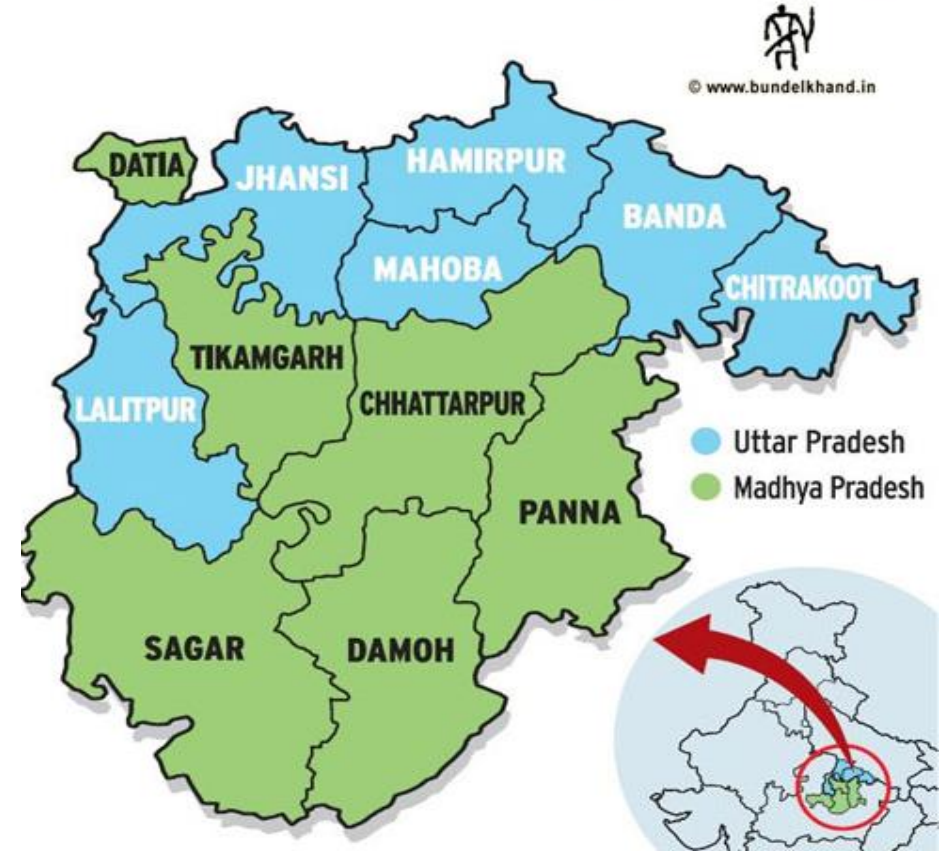 © www.bundelkhand.in
DATIA
JHANSI
HAMIRPUR
BANDA
MAHOBA
CHITRAKOOT
TIKAMGARH
LALITPUR
CHHATTARPUR
Uttar Pradesh
Madhya Pradesh
PANNA
SAGAR
DAMOH